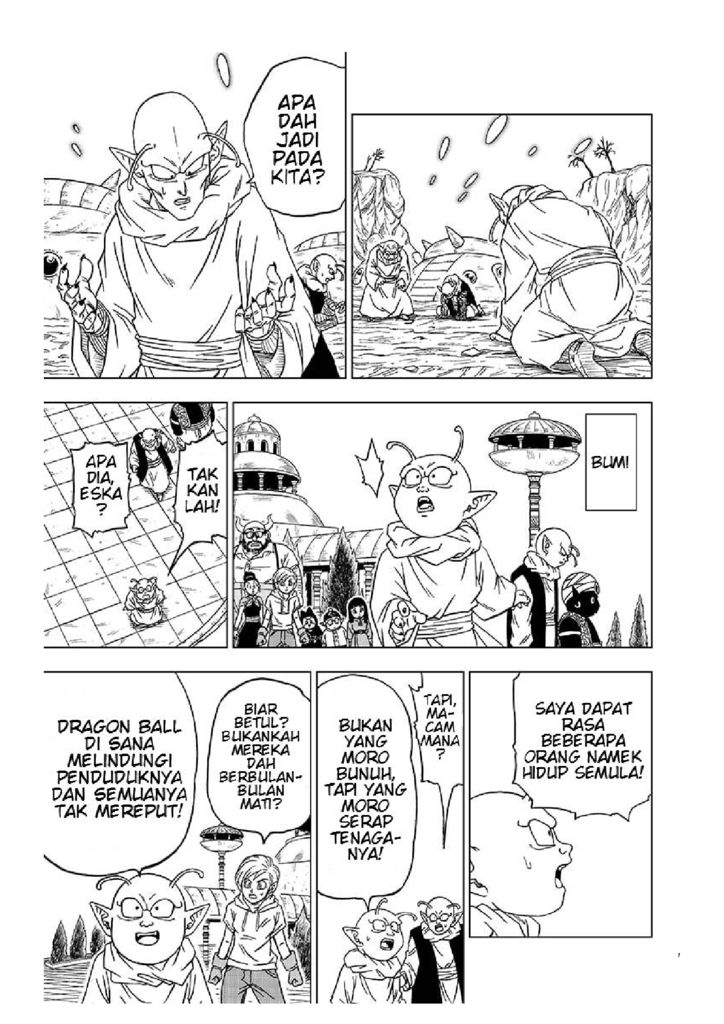 APA
DAH
JADI
PADA
KITA?
BUMI
TAK
KAN
LAH!
APA
DIA,
ESKA
?
SAYA DAPAT
RASA
BEBERAPA
ORANG NAMEK
HIDUP SEMULA!
TAPI,
MA-
CAM
MANA
?
BUKAN
YANG
MORO
BUNUH,
TAPI YANG
MORO
SERAP
TENAGA-
NYA!
BIAR
BETUL?
BUKANKAH
MEREKA
DAH
BERBULAN-
BULAN
MATI?
DRAGON BALL
DI SANA
MELINDUNGI
PENDUDUKNYA
DAN SEMUANYA
TAK MEREPUT!